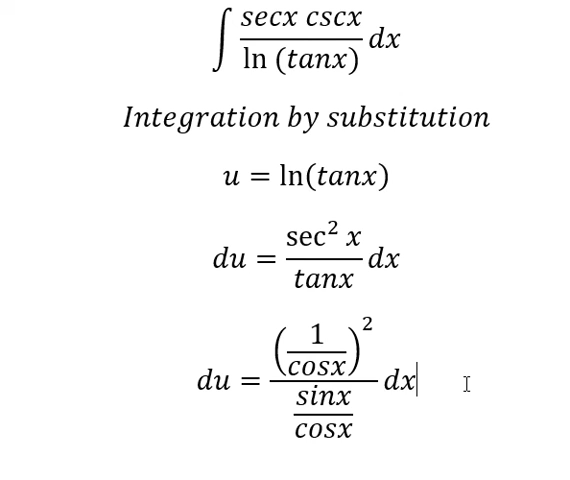 ∫ secx cscx / ln (tanx) dx
Integration by substitution
u = ln(tanx)
du = sec² x / tanx dx
du = (1 / cosx)² / (sinx / cosx) dx